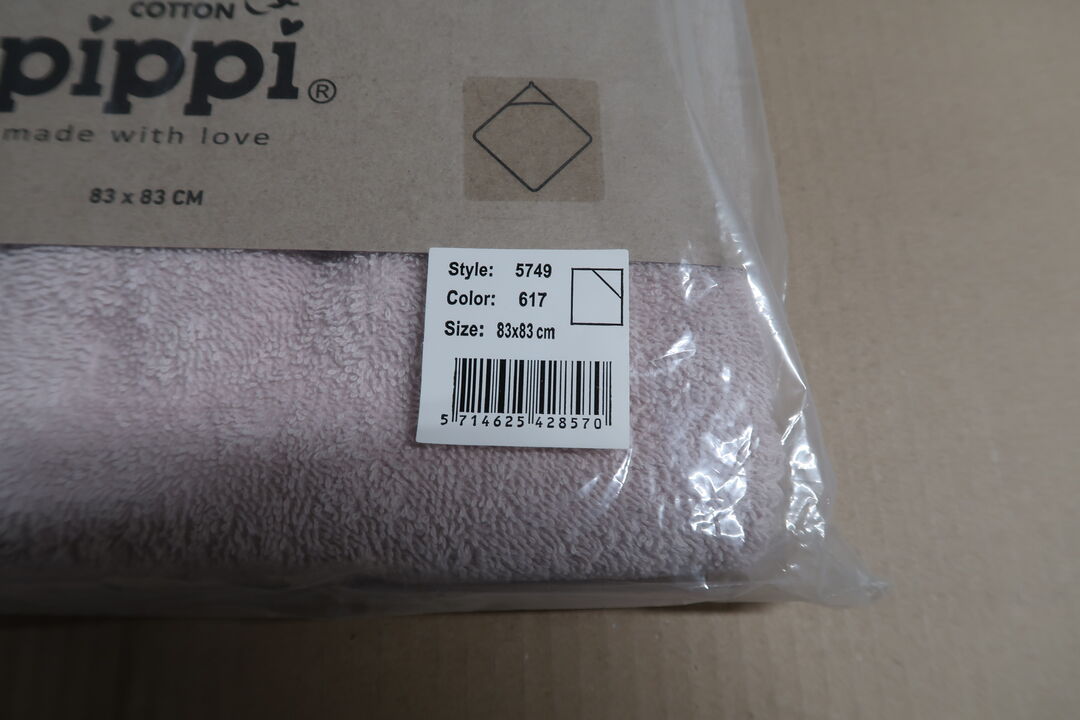 COTTON
pippi®
made with love
83 x 83 CM
Style: 5749
Color: 617
Size: 83x83 cm
5 714625 428570